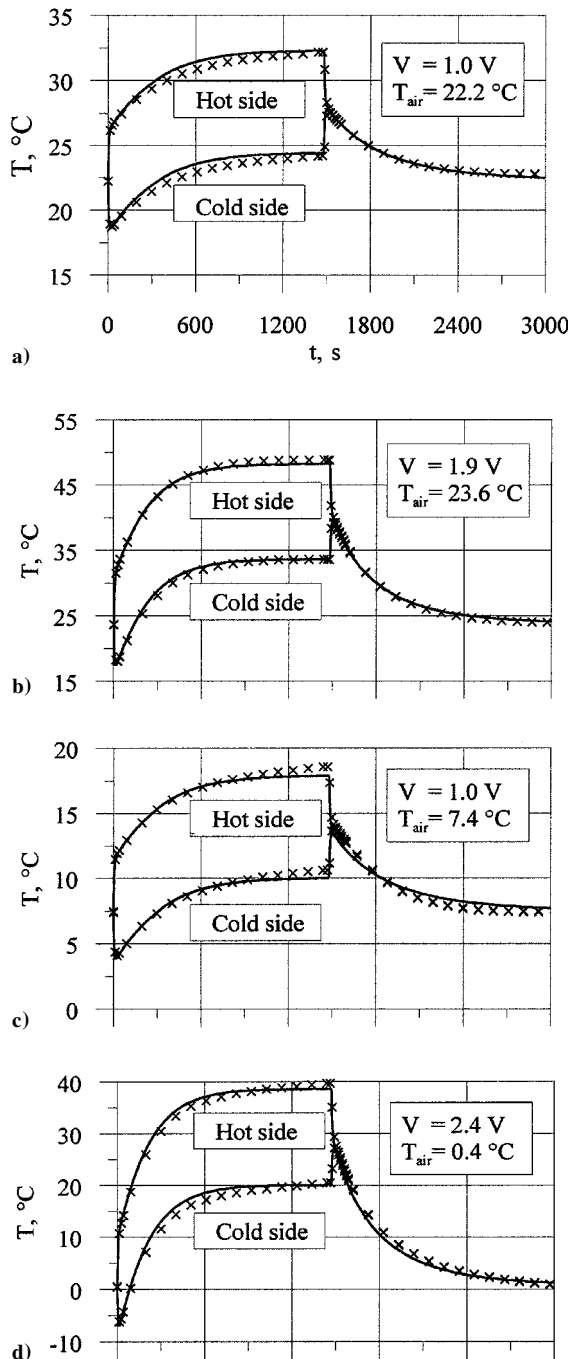 35
30
25
20
15
T, °C
V = 1.0 V
T_air = 22.2 °C
Hot side
Cold side
0 600 1200 1800 2400 3000
t, s
a)
55
45
35
25
15
T, °C
V = 1.9 V
T_air = 23.6 °C
Hot side
Cold side
b)
20
15
10
5
0
T, °C
V = 1.0 V
T_air = 7.4 °C
Hot side
Cold side
c)
40
30
20
10
0
-10
T, °C
V = 2.4 V
T_air = 0.4 °C
Hot side
Cold side
d)